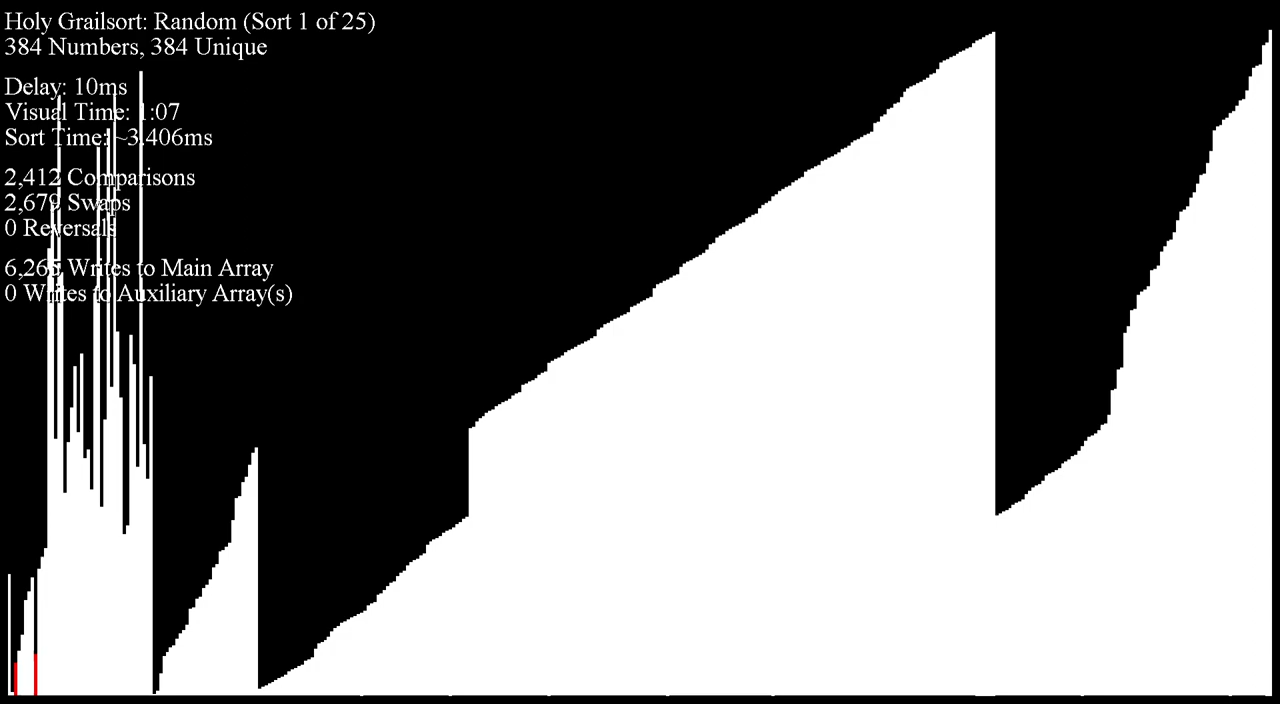 Holy Grailsort: Random (Sort 1 of 25)
384 Numbers, 384 Unique
Delay: 10ms
Visual Time: 1:07
Sort Time: ~3.406ms
2,412 Comparisons
2,679 Swaps
0 Reversals
6,266 Writes to Main Array
0 Writes to Auxiliary Array(s)